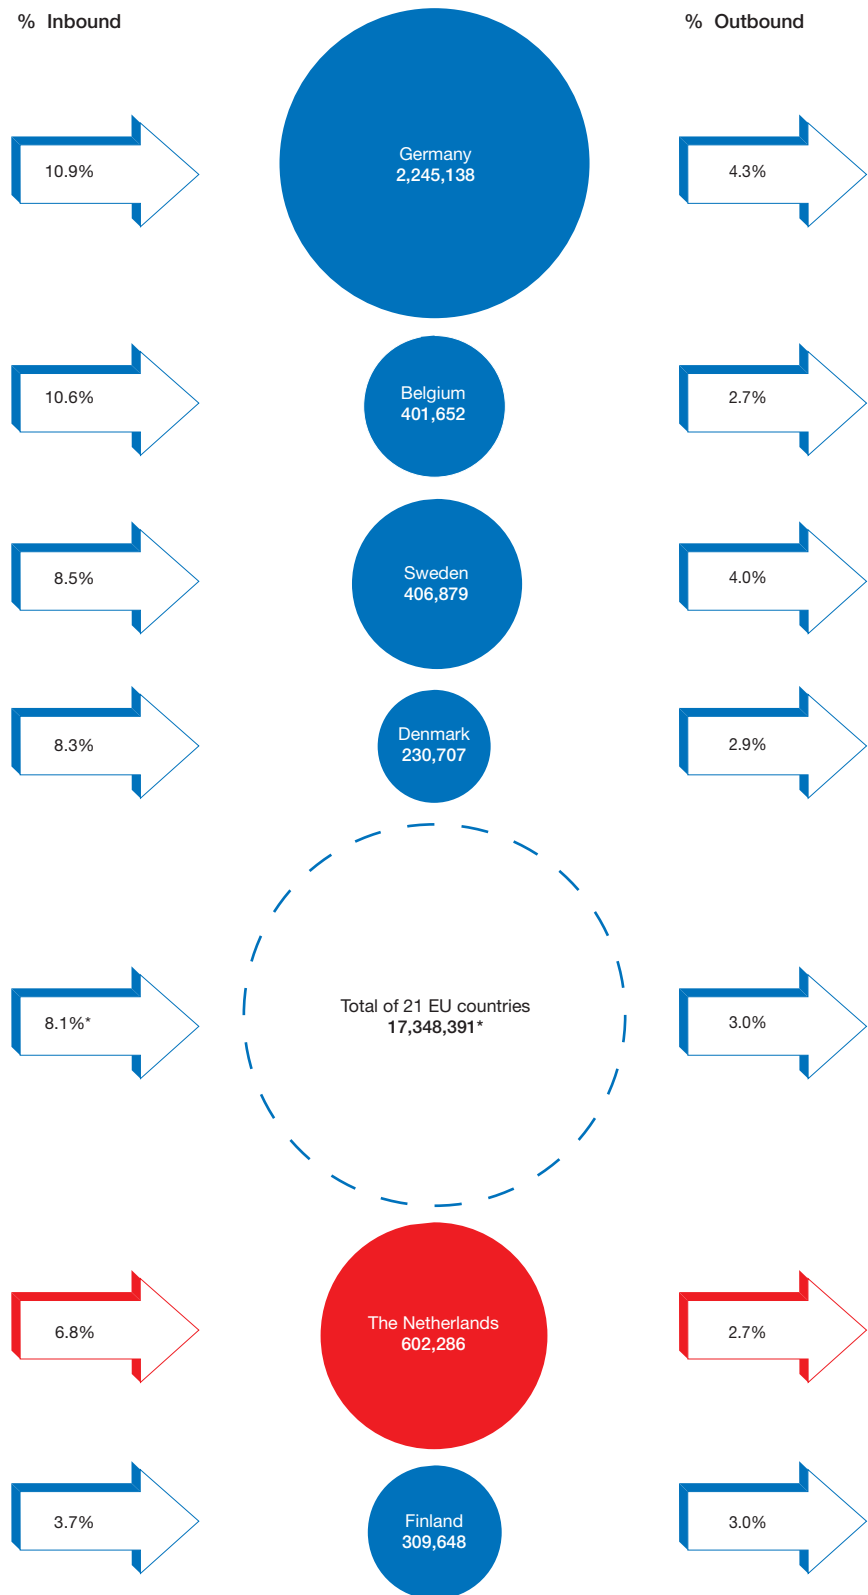 % Inbound
% Outbound
10.9%
Germany
2,245,138
4.3%
10.6%
Belgium
401,652
2.7%
8.5%
Sweden
406,879
4.0%
8.3%
Denmark
230,707
2.9%
8.1%*
Total of 21 EU countries
17,348,391*
3.0%
6.8%
The Netherlands
602,286
2.7%
3.7%
Finland
309,648
3.0%